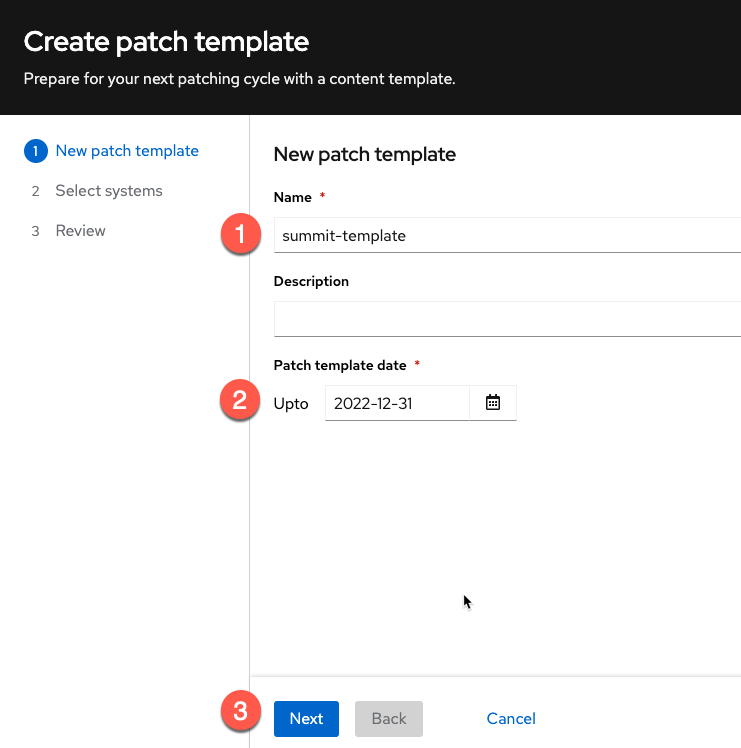 Create patch template
Prepare for your next patching cycle with a content template.
1 New patch template
2 Select systems
3 Review
New patch template
Name *
1 summit-template
Description
Patch template date *
2 Upto 2022-12-31
3 Next Back Cancel